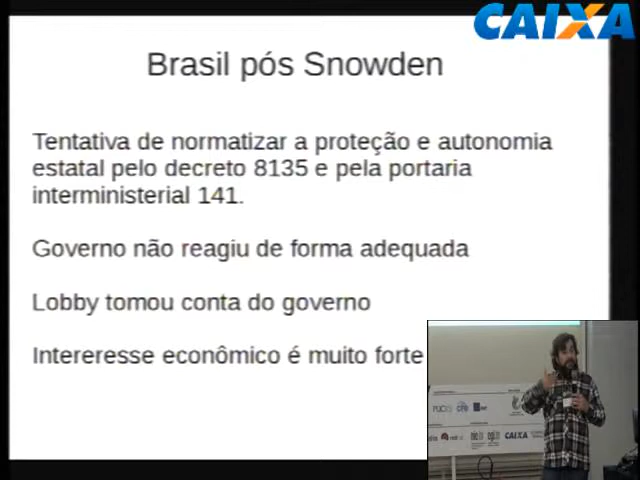 CAIXA
Brasil pós Snowden
Tentativa de normatizar a proteção e autonomia
estatal pelo decreto 8135 e pela portaria
interministerial 141.
Governo não reagiu de forma adequada
Lobby tomou conta do governo
Intereresse econômico é muito forte
CAIXA